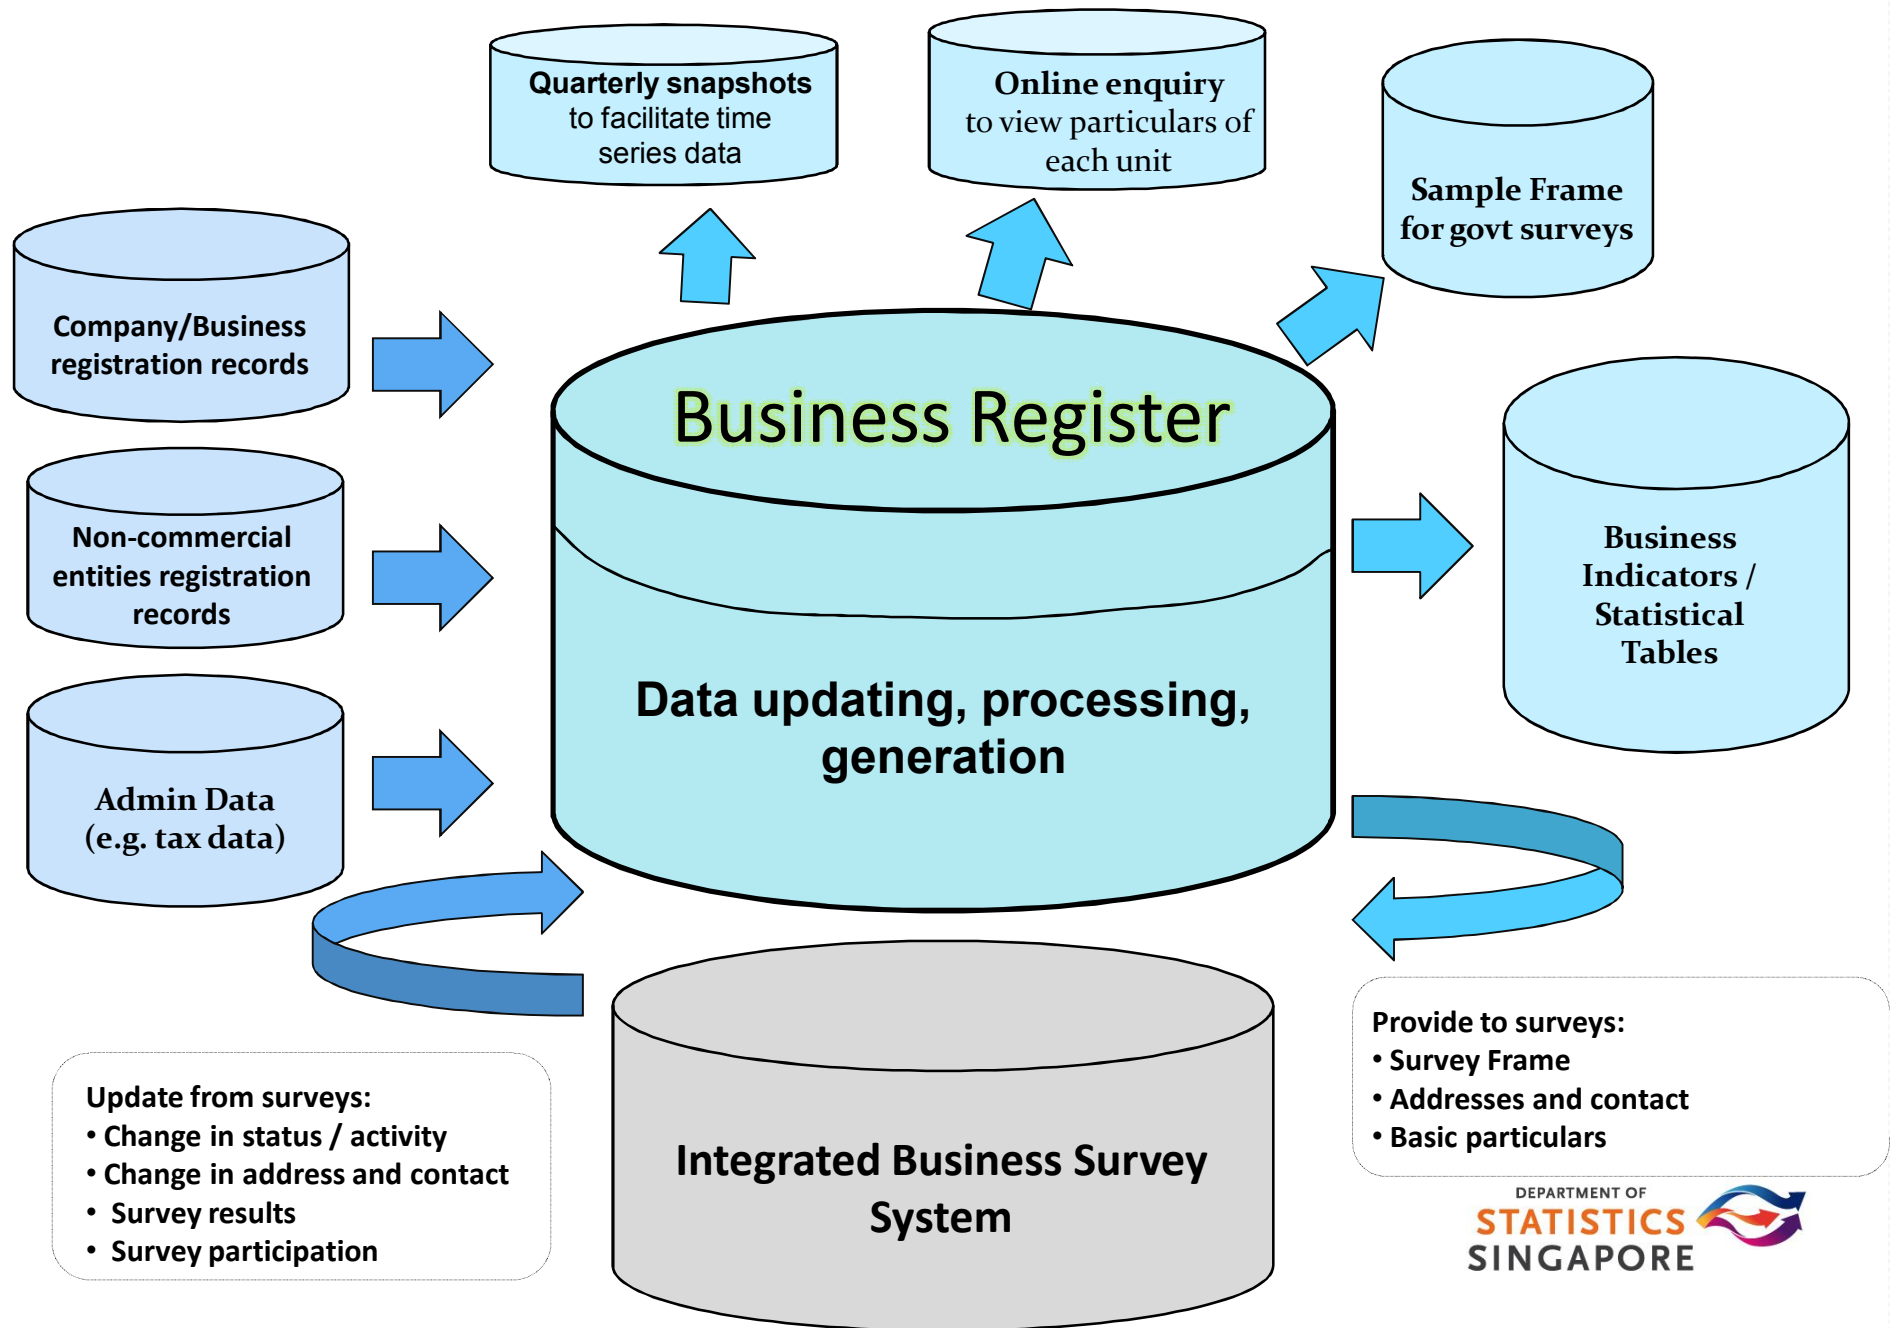 Quarterly snapshots
to facilitate time
series data
Online enquiry
to view particulars of
each unit
Sample Frame
for govt surveys
Company/Business
registration records
Business Register
Non-commercial
entities registration
records
Business
Indicators /
Statistical
Tables
Data updating, processing,
generation
Admin Data
(e.g. tax data)
Update from surveys:
• Change in status / activity
• Change in address and contact
• Survey results
• Survey participation
Integrated Business Survey
System
Provide to surveys:
• Survey Frame
• Addresses and contact
• Basic particulars
DEPARTMENT OF
STATISTICS
SINGAPORE